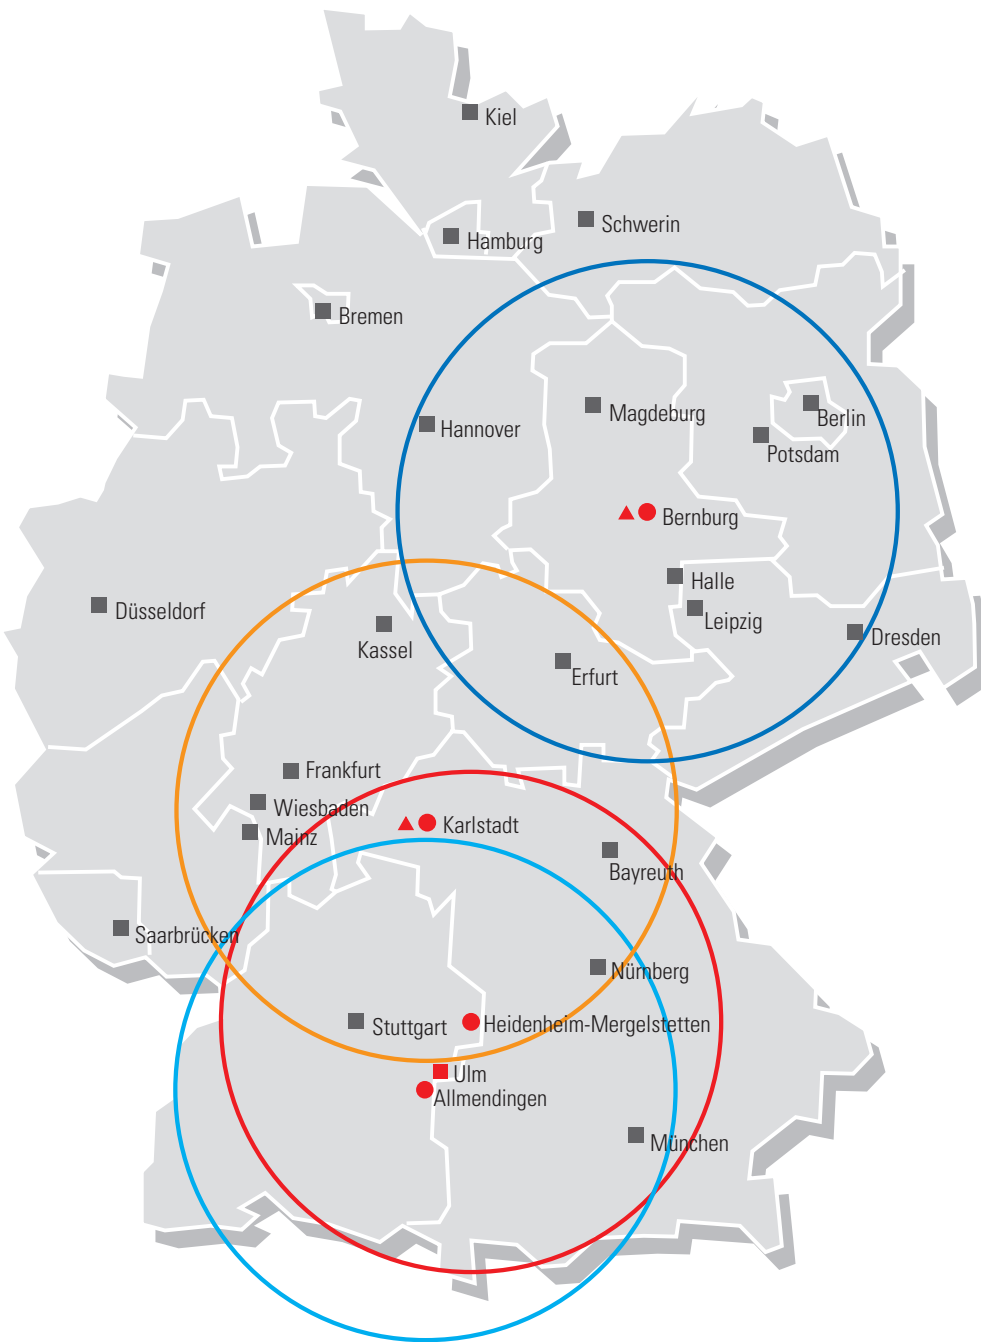 Kiel
Schwerin
Hamburg
Bremen
Magdeburg
Berlin
Hannover
Potsdam
Bernburg
Halle
Düsseldorf
Leipzig
Dresden
Kassel
Erfurt
Frankfurt
Wiesbaden
Karlstadt
Mainz
Bayreuth
Saarbrücken
Nürnberg
Stuttgart
Heidenheim-Mergelstetten
Ulm
Allmendingen
München